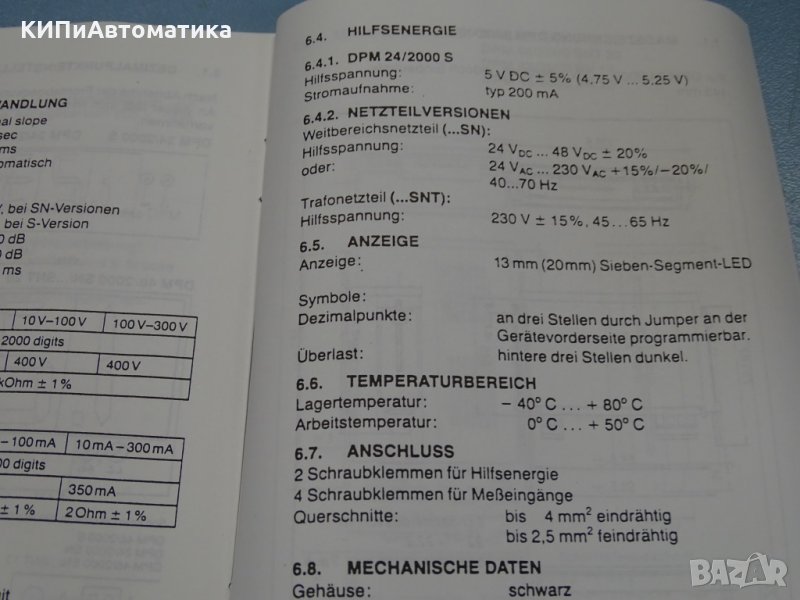 КИПиАвтоматика
ANDLUNG
nal slope
sec
ms
omatisch
, bei SN-Versionen
bei S-Version
0 dB
0 dB
ms
10 V–100 V 100 V–300 V
2000 digits
400 V 400 V
kOhm ± 1 %
–100 mA 10 mA–300 mA
00 digits
350 mA
± 1 % 2 Ohm ± 1 %
git
6.4. HILFSENERGIE
6.4.1. DPM 24/2000 S
Hilfsspannung: 5 V DC ± 5% (4.75 V ... 5.25 V)
Stromaufnahme: typ 200 mA
6.4.2. NETZTEILVERSIONEN
Weitbereichsnetzteil (...SN):
Hilfsspannung: 24 VDC ... 48 VDC ± 20%
oder: 24 VAC ... 230 VAC +15%/−20%/
40...70 Hz
Trafonetzteil (...SNT):
Hilfsspannung: 230 V ± 15%, 45...65 Hz
6.5. ANZEIGE
Anzeige: 13 mm (20mm) Sieben-Segment-LED
Symbole:
Dezimalpunkte: an drei Stellen durch Jumper an der
Gerätevorderseite programmierbar.
Überlast: hintere drei Stellen dunkel.
6.6. TEMPERATURBEREICH
Lagertemperatur: − 40° C ... + 80° C
Arbeitstemperatur: 0° C ... + 50° C
6.7. ANSCHLUSS
2 Schraubklemmen für Hilfsenergie
4 Schraubklemmen für Meßeingänge
Querschnitte: bis 4 mm² eindrähtig
bis 2,5 mm² feindrähtig
6.8. MECHANISCHE DATEN
Gehäuse: schwarz
BAZAR